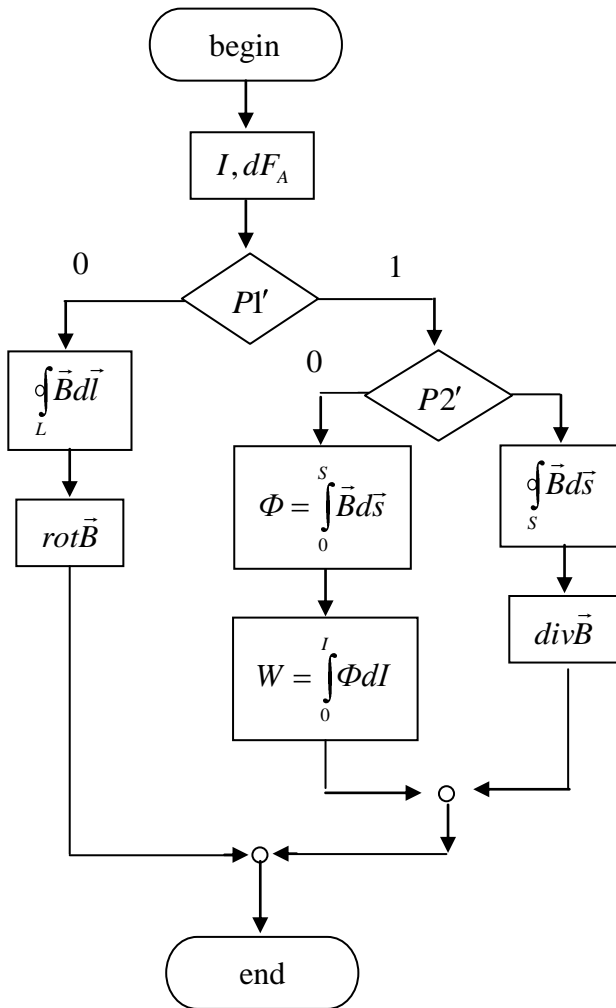 begin
I, dF_A
0
P1′
1
∮_L B⃗dl⃗
rotB⃗
0
P2′
Φ = ∫_0^S B⃗ds⃗
W = ∫_0^I ΦdI
∮_S B⃗ds⃗
divB⃗
end